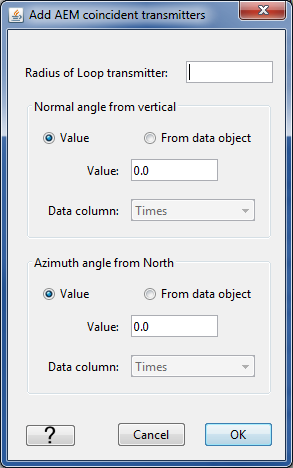 Add AEM coincident transmitters
Radius of Loop transmitter:
Normal angle from vertical
Value From data object
Value: 0.0
Data column: Times
Azimuth angle from North
Value From data object
Value: 0.0
Data column: Times
? Cancel OK